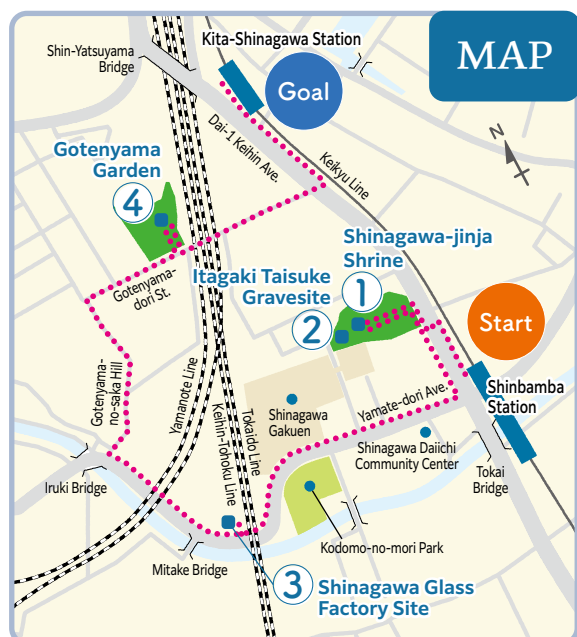 MAP
Kita-Shinagawa Station
Shin-Yatsuyama
Bridge
Goal
Dai-1 Keihin Ave.
Keikyu Line
N
Gotenyama
Garden
④
Shinagawa-jinja
Shrine
①
Itagaki Taisuke
Gravesite
②
Gotenyama-
dori St.
Start
Shinbamba
Station
Gotenyama-
no-saka Hill
Yamanote Line
Keihin-Tohoku Line
Tokaido Line
Shinagawa
Gakuen
Yamate-dori Ave.
Shinagawa Daiichi
Community Center
Tokai
Bridge
Iruki Bridge
Mitake Bridge
Kodomo-no-mori Park
③
Shinagawa Glass
Factory Site